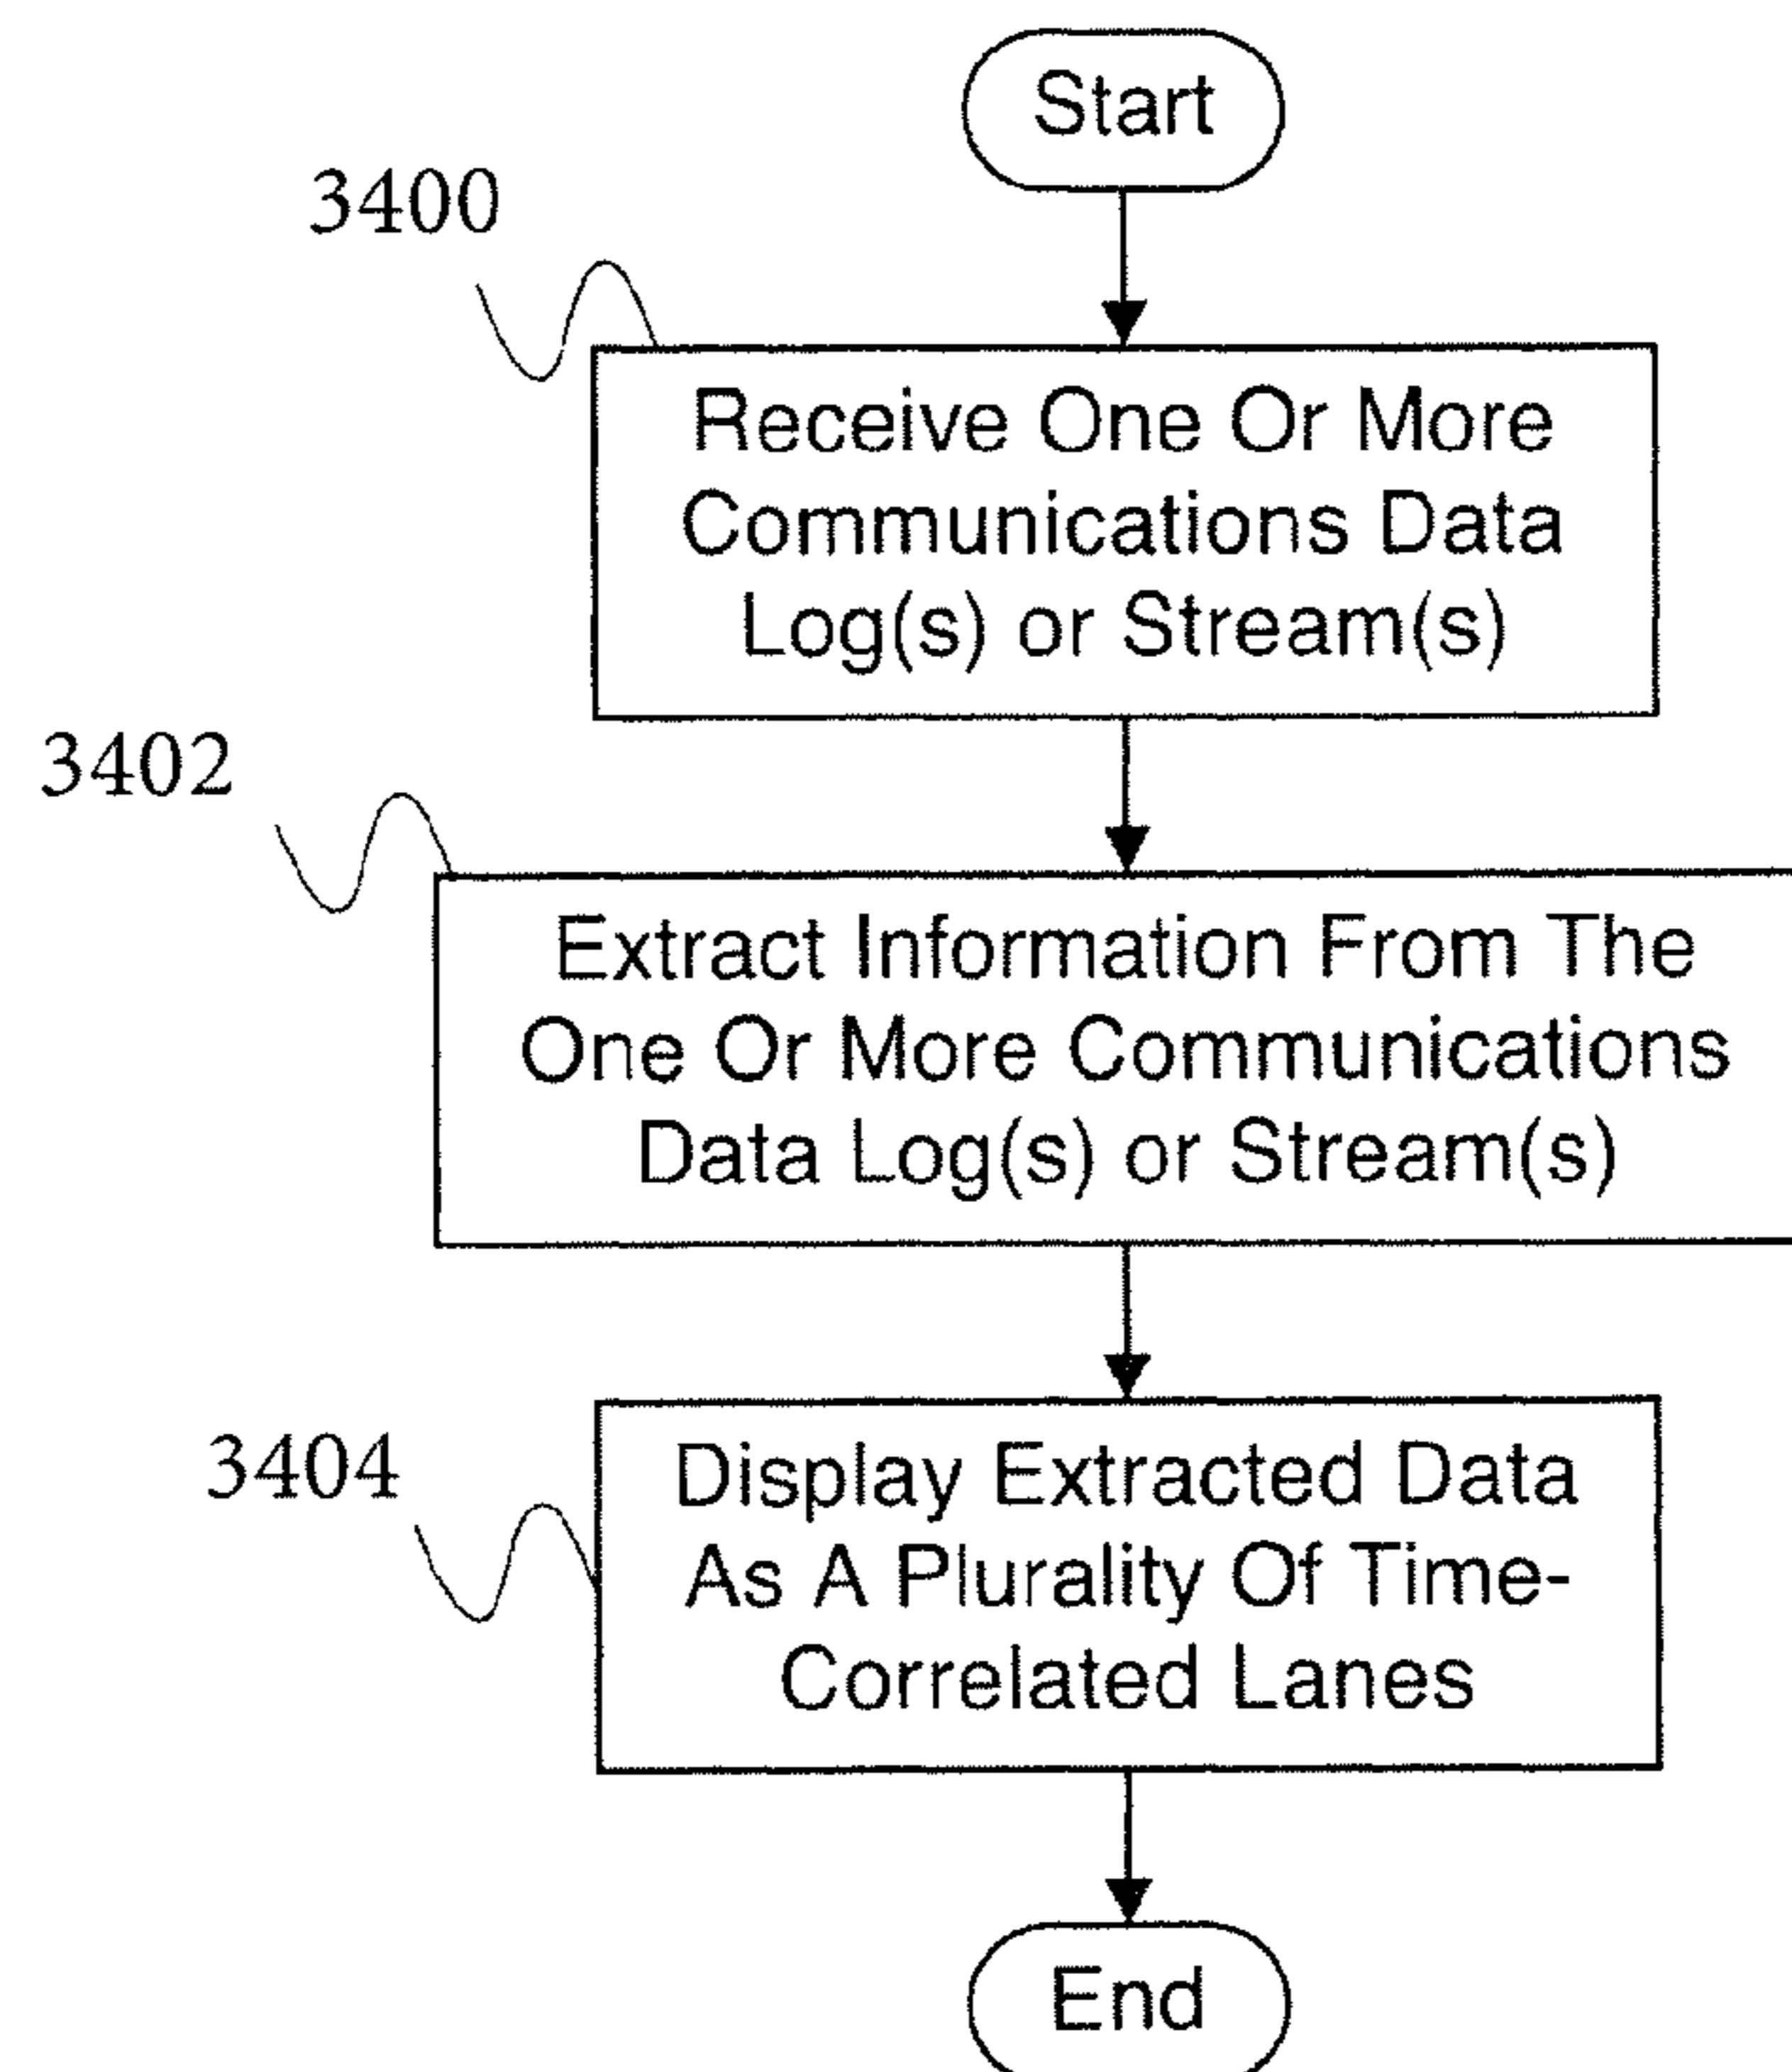 Start
3400
Receive One Or More
Communications Data
Log(s) or Stream(s)
3402
Extract Information From The
One Or More Communications
Data Log(s) or Stream(s)
3404
Display Extracted Data
As A Plurality Of Time-
Correlated Lanes
End